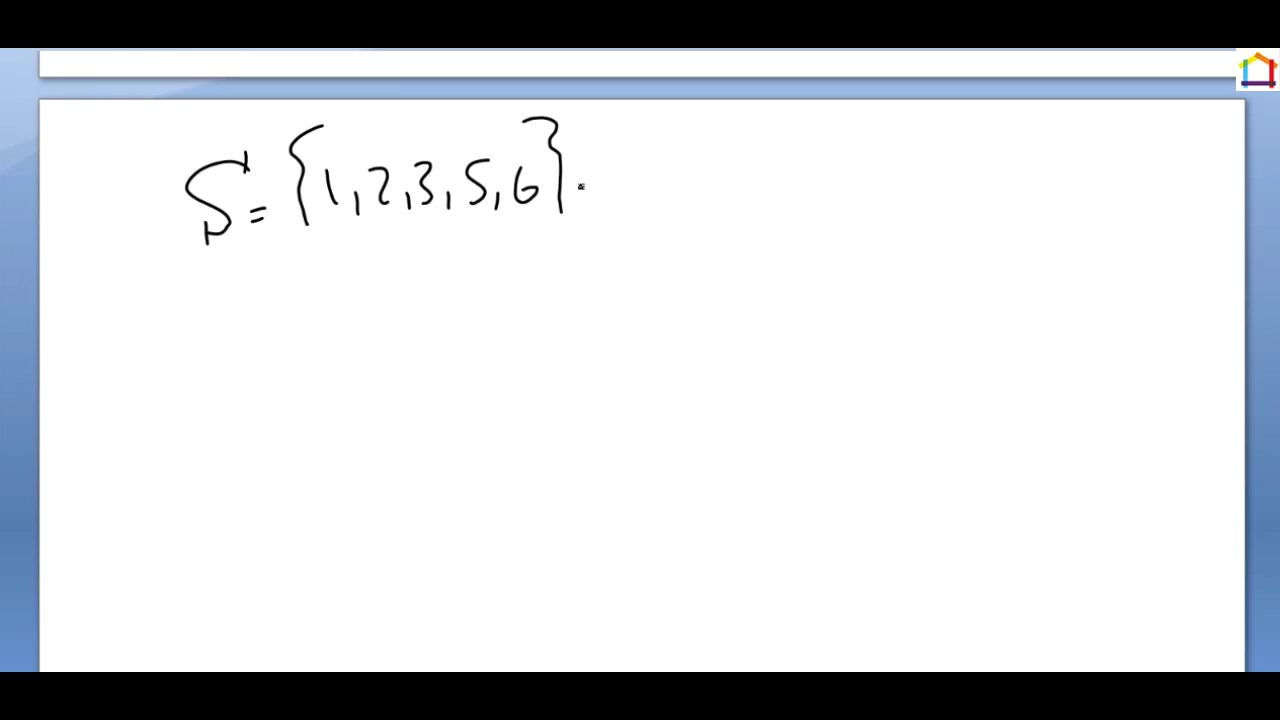 S = {1, 2, 3, 5, 6}